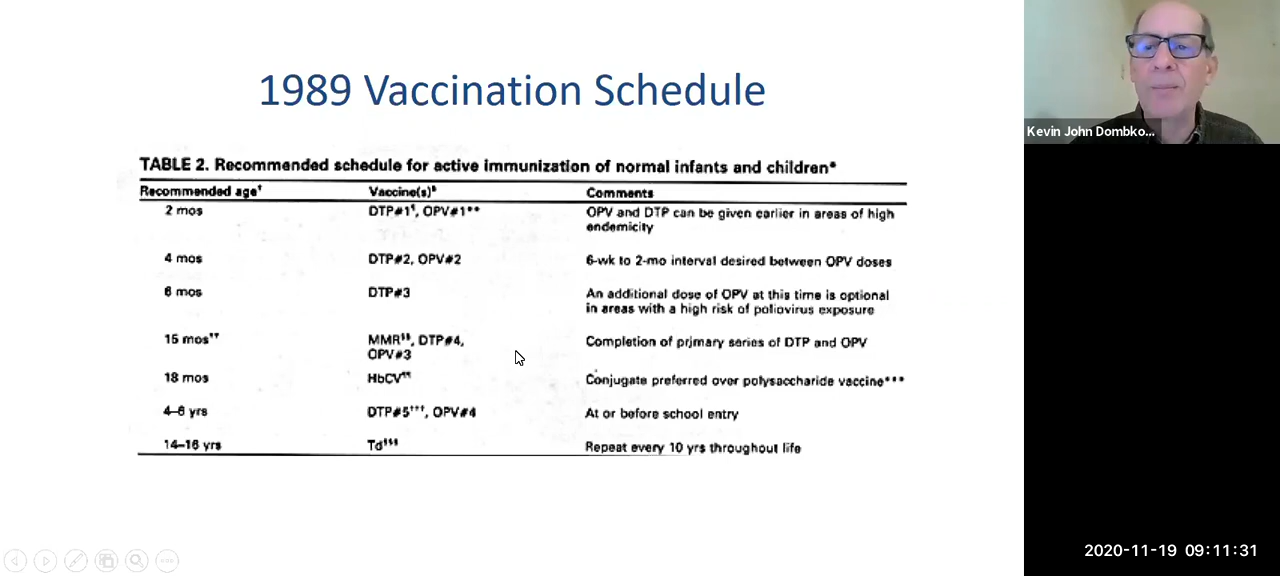 1989 Vaccination Schedule
TABLE 2. Recommended schedule for active immunization of normal infants and children*
Recommended age† Vaccine(s)§ Comments
2 mos DTP#1¶, OPV#1** OPV and DTP can be given earlier in areas of high
endemicity
4 mos DTP#2, OPV#2 6-wk to 2-mo interval desired between OPV doses
6 mos DTP#3 An additional dose of OPV at this time is optional
in areas with a high risk of poliovirus exposure
15 mos†† MMR§§, DTP#4, Completion of primary series of DTP and OPV
OPV#3
18 mos HbCV¶¶ Conjugate preferred over polysaccharide vaccine***
4–6 yrs DTP#5†††, OPV#4 At or before school entry
14–16 yrs Td§§§ Repeat every 10 yrs throughout life
Kevin John Dombko...
2020-11-19 09:11:31